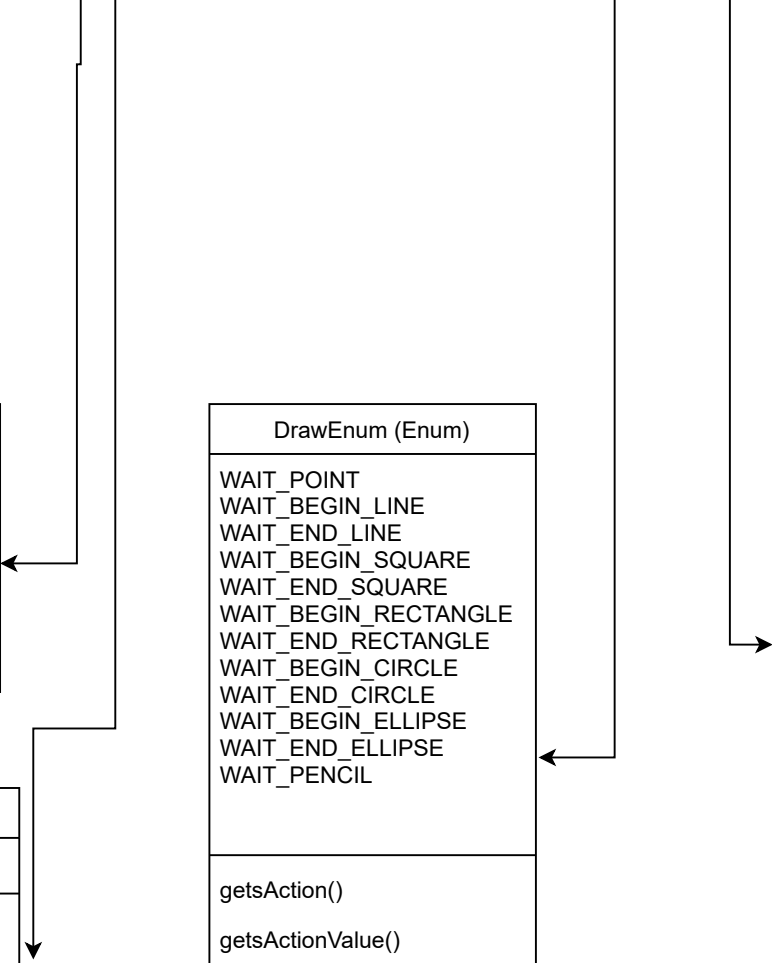 DrawEnum (Enum)
WAIT_POINT
WAIT_BEGIN_LINE
WAIT_END_LINE
WAIT_BEGIN_SQUARE
WAIT_END_SQUARE
WAIT_BEGIN_RECTANGLE
WAIT_END_RECTANGLE
WAIT_BEGIN_CIRCLE
WAIT_END_CIRCLE
WAIT_BEGIN_ELLIPSE
WAIT_END_ELLIPSE
WAIT_PENCIL
getsAction()
getsActionValue()